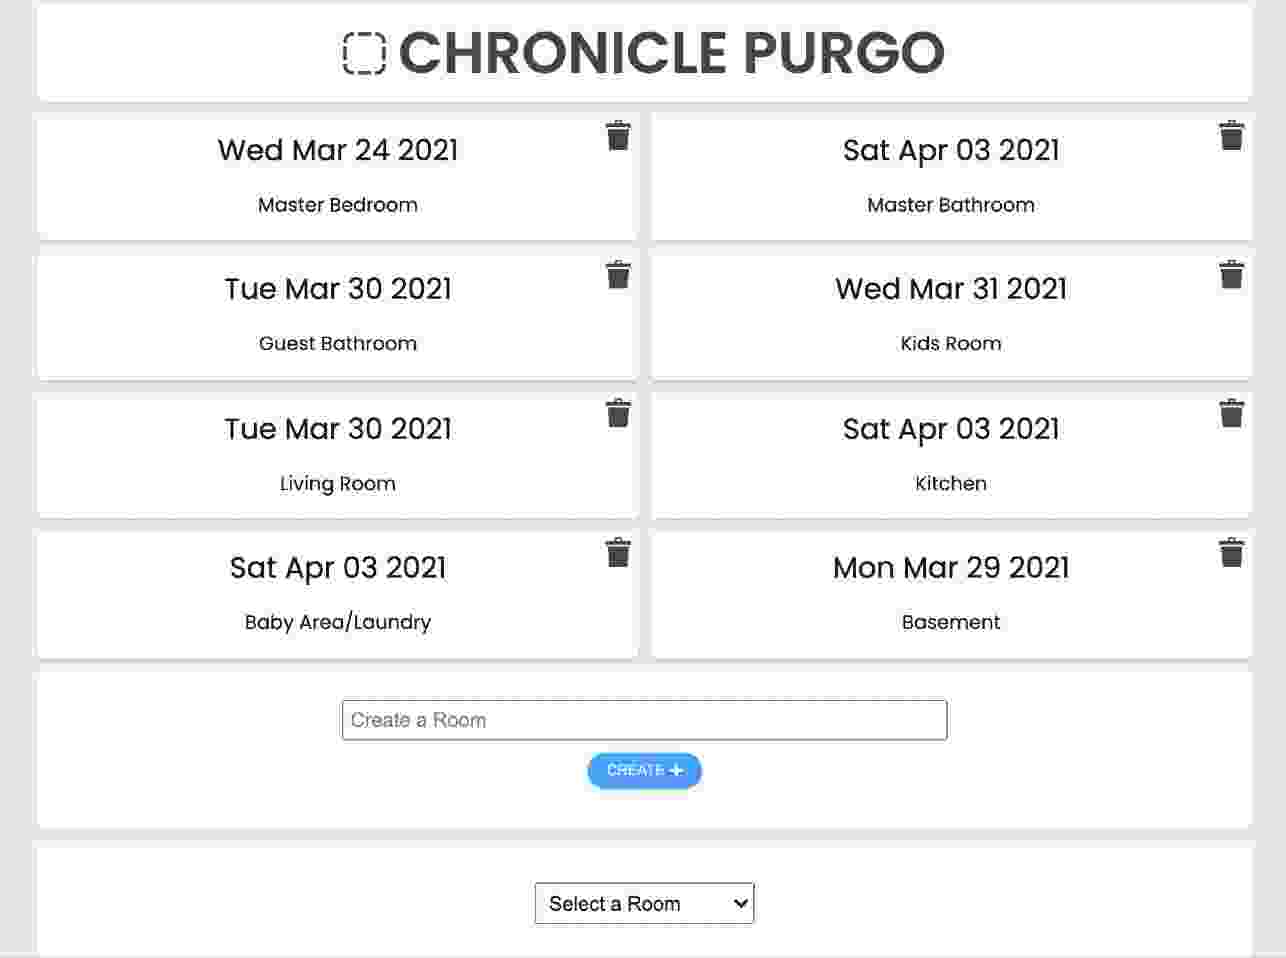 CHRONICLE PURGO
Wed Mar 24 2021
Master Bedroom
Sat Apr 03 2021
Master Bathroom
Tue Mar 30 2021
Guest Bathroom
Wed Mar 31 2021
Kids Room
Tue Mar 30 2021
Living Room
Sat Apr 03 2021
Kitchen
Sat Apr 03 2021
Baby Area/Laundry
Mon Mar 29 2021
Basement
Create a Room
CREATE +
Select a Room